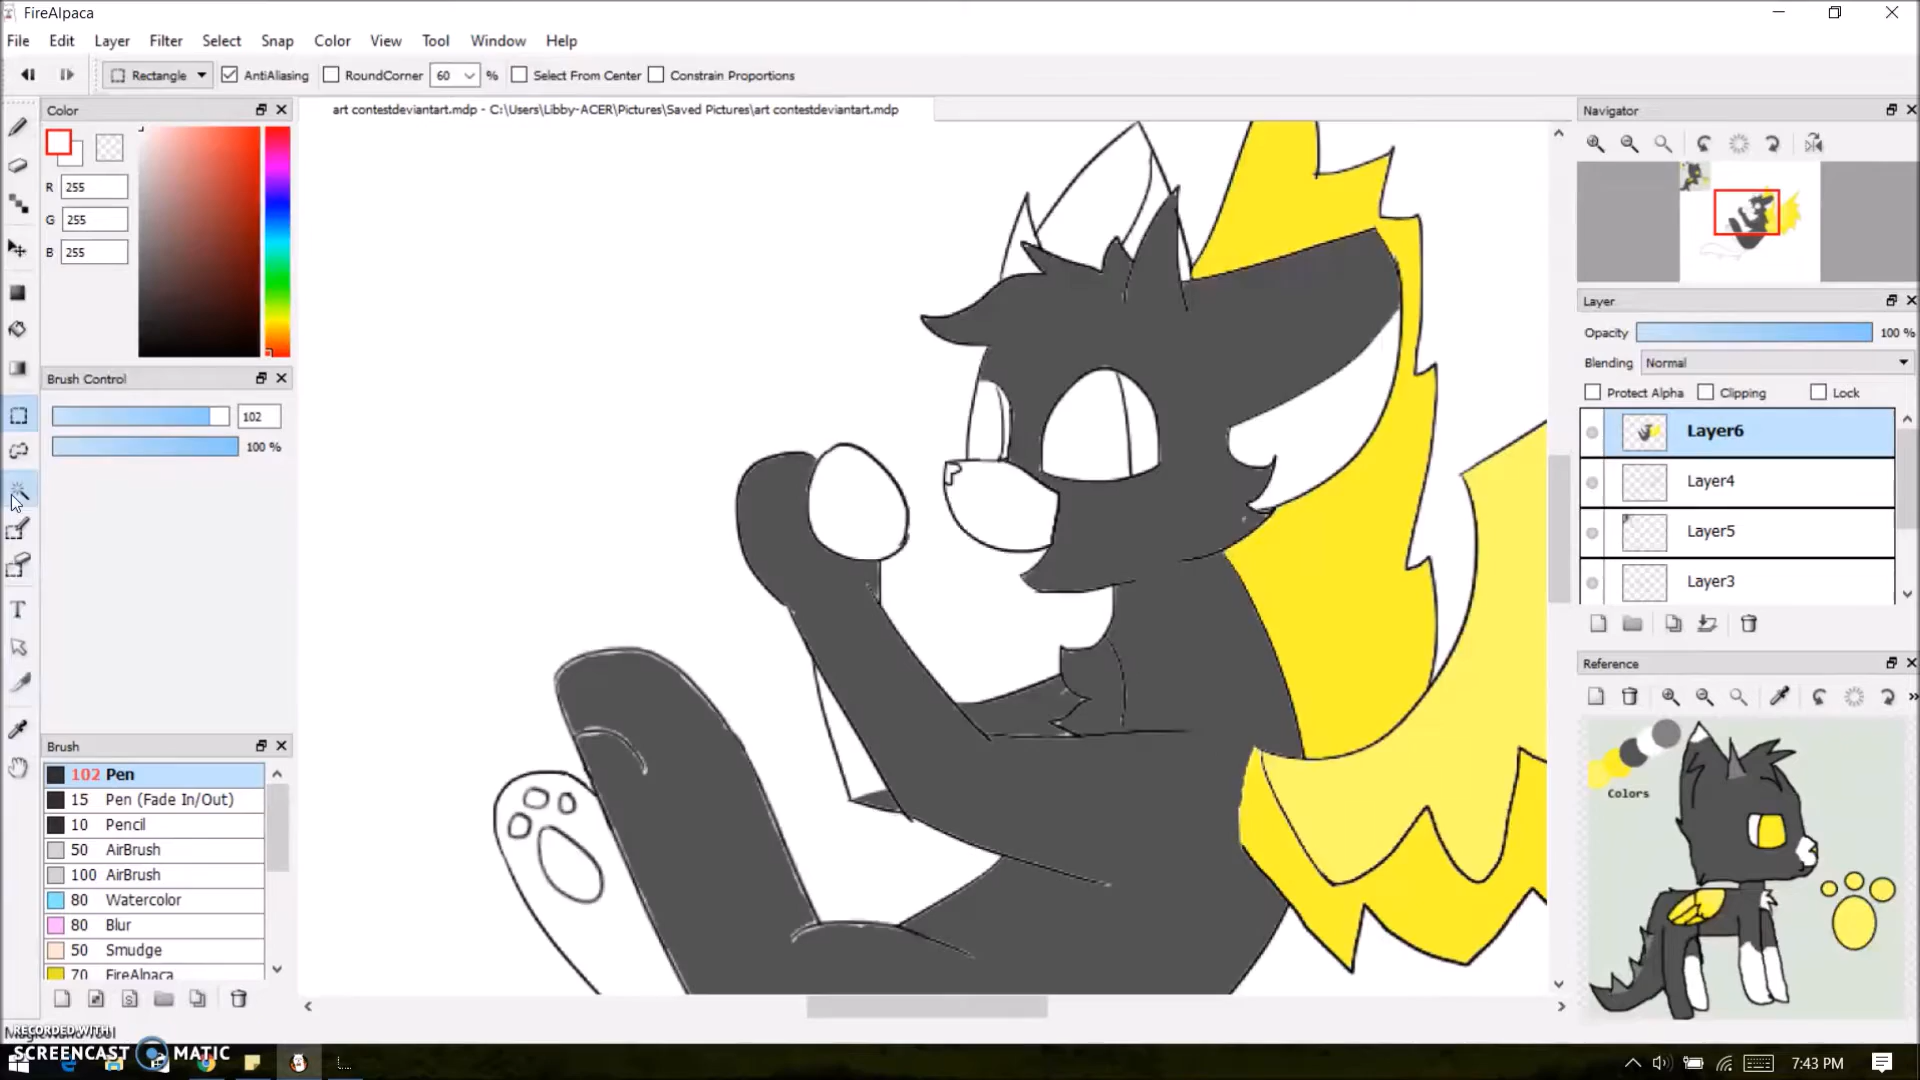 FireAlpaca
File Edit Layer Filter Select Snap Color View Tool Window Help
Rectangle AntiAliasing RoundCorner 60 % Select From Center Constrain Proportions
Color
art contestdeviantart.mdp - C:\Users\Libby-ACER\Pictures\Saved Pictures\art contestdeviantart.mdp
Navigator
R 255
G 255
B 255
Layer
Opacity 100 %
Blending Normal
Protect Alpha Clipping Lock
Brush Control
102
100 %
Layer6
Layer4
Layer5
Layer3
Reference
Colors
Brush
102 Pen
15 Pen (Fade In/Out)
10 Pencil
50 AirBrush
100 AirBrush
80 Watercolor
80 Blur
50 Smudge
70 FireAlpaca
T
RECORDED WITH
SCREENCAST MATIC
7:43 PM